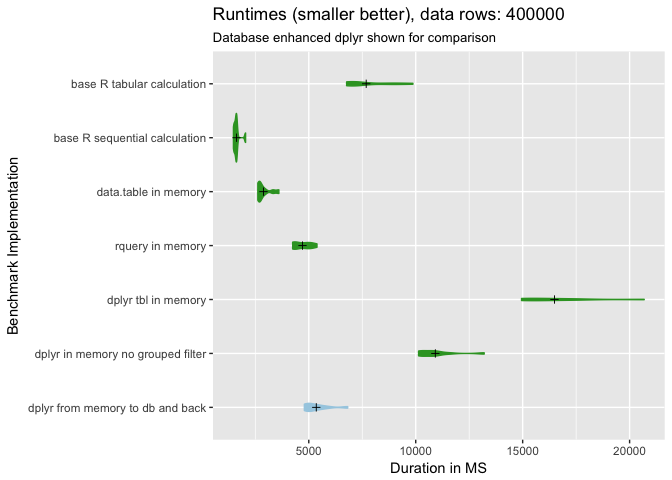 Runtimes (smaller better), data rows: 400000
Database enhanced dplyr shown for comparison
Benchmark Implementation
base R tabular calculation
base R sequential calculation
data.table in memory
rquery in memory
dplyr tbl in memory
dplyr in memory no grouped filter
dplyr from memory to db and back
5000 10000 15000 20000
Duration in MS